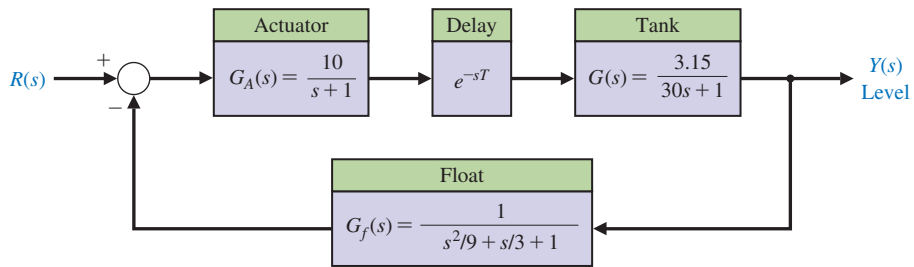 Actuator
Delay
Tank
R(s)
+
−
G_A(s) = 10/(s + 1)
e^{−sT}
G(s) = 3.15/(30s + 1)
Y(s)
Level
Float
G_f(s) = 1/(s^2/9 + s/3 + 1)